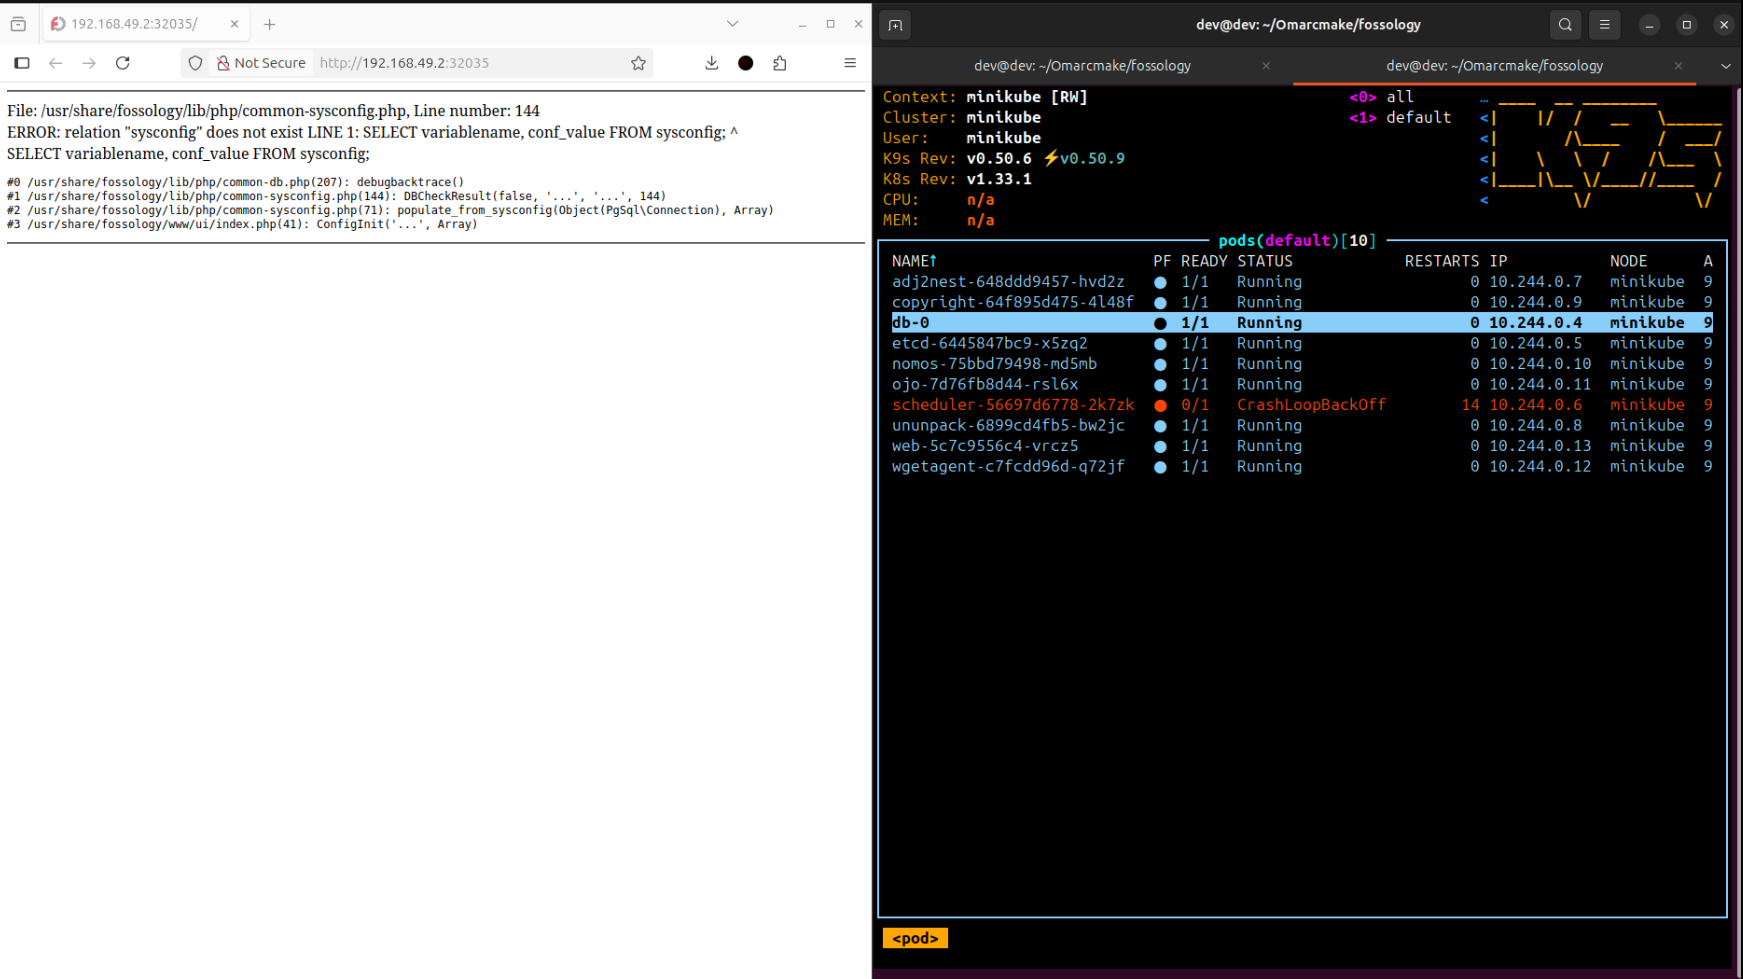 192.168.49.2:32035/
Not Secure
http://192.168.49.2:32035
File: /usr/share/fossology/lib/php/common-sysconfig.php, Line number: 144
ERROR: relation "sysconfig" does not exist LINE 1: SELECT variablename, conf_value FROM sysconfig; ^
SELECT variablename, conf_value FROM sysconfig;
#0 /usr/share/fossology/lib/php/common-db.php(207): debugbacktrace()
#1 /usr/share/fossology/lib/php/common-sysconfig.php(144): DBCheckResult(false, '...', '...', 144)
#2 /usr/share/fossology/lib/php/common-sysconfig.php(71): populate_from_sysconfig(Object(PgSql\Connection), Array)
#3 /usr/share/fossology/www/ui/index.php(41): ConfigInit('...', Array)
dev@dev: ~/Omarcmake/fossology
dev@dev: ~/Omarcmake/fossology
dev@dev: ~/Omarcmake/fossology
Context: minikube [RW] <0> all
Cluster: minikube <1> default
User: minikube
K9s Rev: v0.50.6 ⚡v0.50.9
K8s Rev: v1.33.1
CPU: n/a
MEM: n/a
pods(default)[10]
NAME↑ PF READY STATUS RESTARTS IP NODE A
adj2nest-648ddd9457-hvd2z ● 1/1 Running 0 10.244.0.7 minikube 9
copyright-64f895d475-4l48f ● 1/1 Running 0 10.244.0.9 minikube 9
db-0 ● 1/1 Running 0 10.244.0.4 minikube 9
etcd-6445847bc9-x5zq2 ● 1/1 Running 0 10.244.0.5 minikube 9
nomos-75bbd79498-md5mb ● 1/1 Running 0 10.244.0.10 minikube 9
ojo-7d76fb8d44-rsl6x ● 1/1 Running 0 10.244.0.11 minikube 9
scheduler-56697d6778-2k7zk ● 0/1 CrashLoopBackOff 14 10.244.0.6 minikube 9
ununpack-6899cd4fb5-bw2jc ● 1/1 Running 0 10.244.0.8 minikube 9
web-5c7c9556c4-vrcz5 ● 1/1 Running 0 10.244.0.13 minikube 9
wgetagent-c7fcdd96d-q72jf ● 1/1 Running 0 10.244.0.12 minikube 9
<pod>